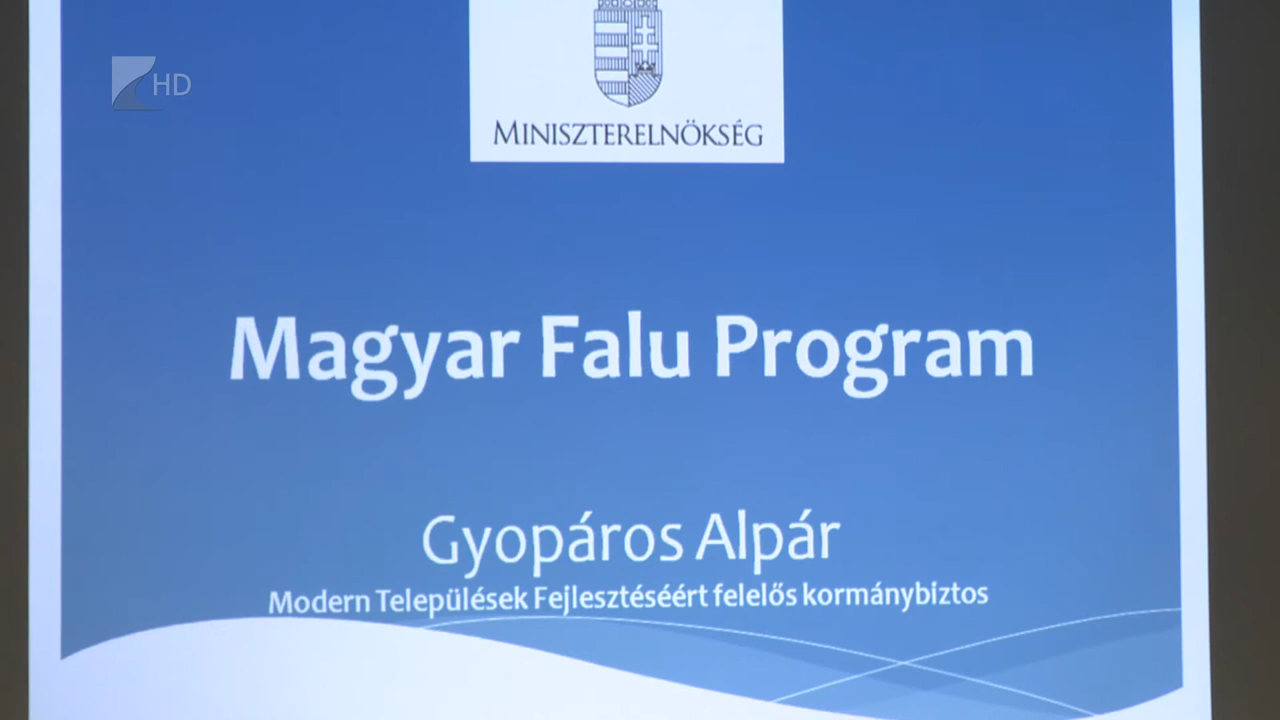 HD
MINISZTERELNÖKSÉG
Magyar Falu Program
Gyopáros Alpár
Modern Települések Fejlesztéséért felelős kormánybiztos